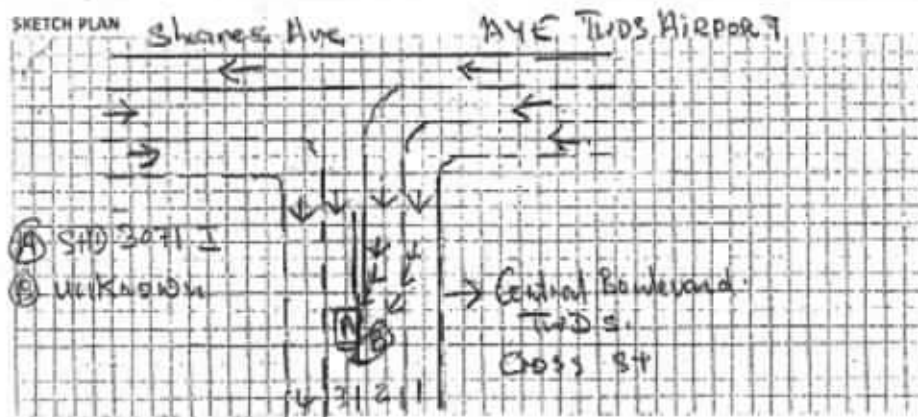 SKETCH PLAN
Shares Ave AYE TWDS AIRPORT
Ⓐ SHD 3071 I
Ⓑ unknown
Central Boulevard.
TWDS.
Cross St
A
B
4 3 2 1